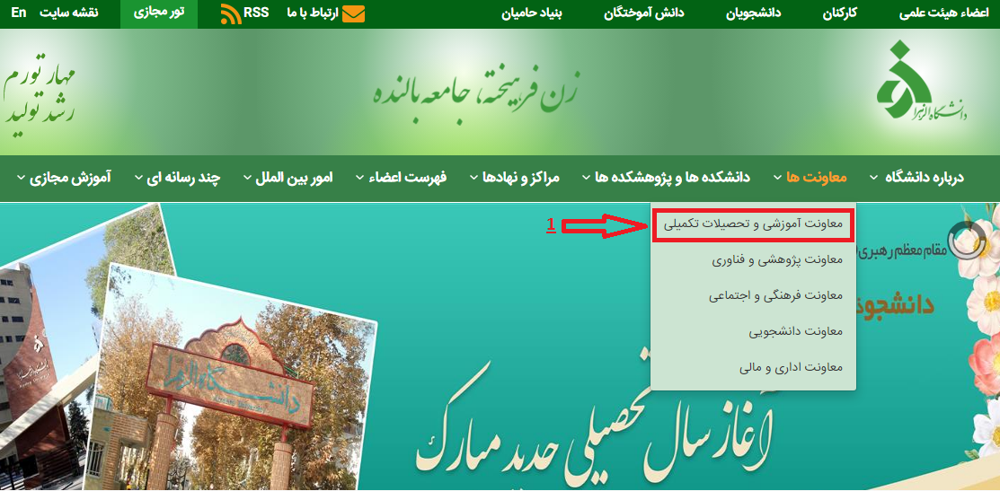 اعضاء هیئت علمی
کارکنان
دانشجویان
دانش آموختگان
بنیاد حامیان
ارتباط با ما
RSS
تور مجازی
نقشه سایت
En
دانشگاه الزهرا
زن فرهیخته، جامعه بالنده
مهار تورم
رشد تولید
درباره دانشگاه
معاونت ها
دانشکده ها و پژوهشکده ها
مراکز و نهادها
فهرست اعضاء
امور بین الملل
چند رسانه ای
آموزش مجازی
معاونت آموزشی و تحصیلات تکمیلی
1
معاونت پژوهشی و فناوری
معاونت فرهنگی و اجتماعی
معاونت دانشجویی
معاونت اداری و مالی
مقام معظم رهبری
آغاز سال تحصیلی جدید مبارک
دانشگاه الزهرا